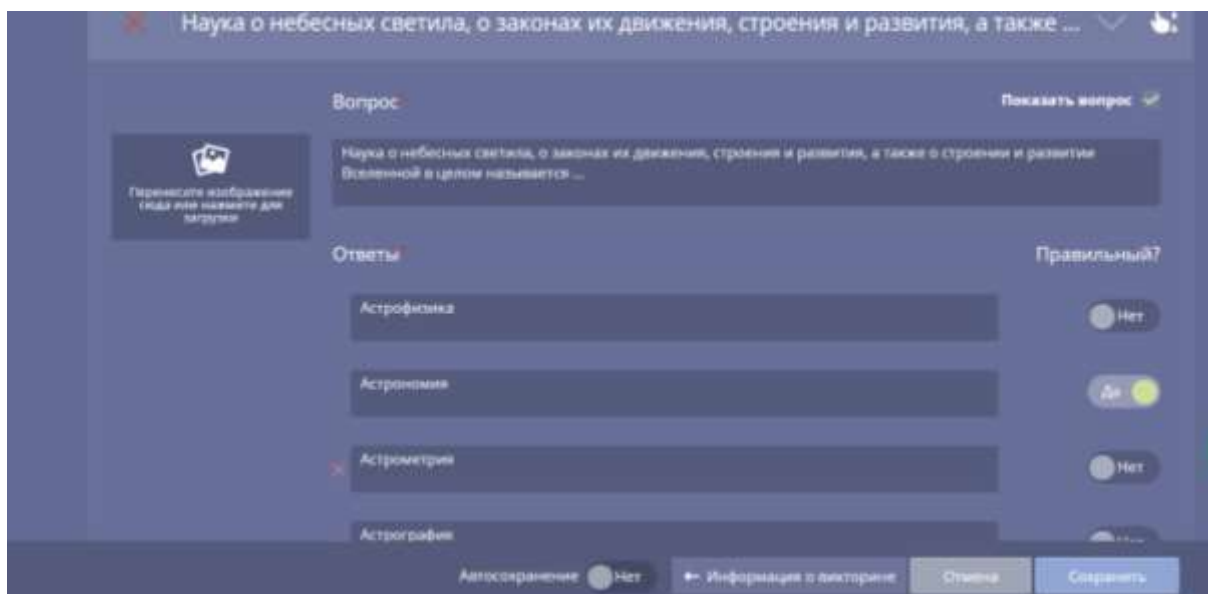 Наука о небесных светила, о законах их движения, строения и развития, а также ...
Вопрос*
Показать вопрос
Наука о небесных светила, о законах их движения, строения и развития, а также о строении и развитии
Вселенной в целом называется ...
Перенесите изображение
сюда или нажмите для
загрузки
Ответы*
Правильный?
Астрофизика
Нет
Астрономия
Да
Астрометрия
Нет
Астрография
Нет
Автосохранение Нет
← Информация о викторине
Отмена
Сохранить